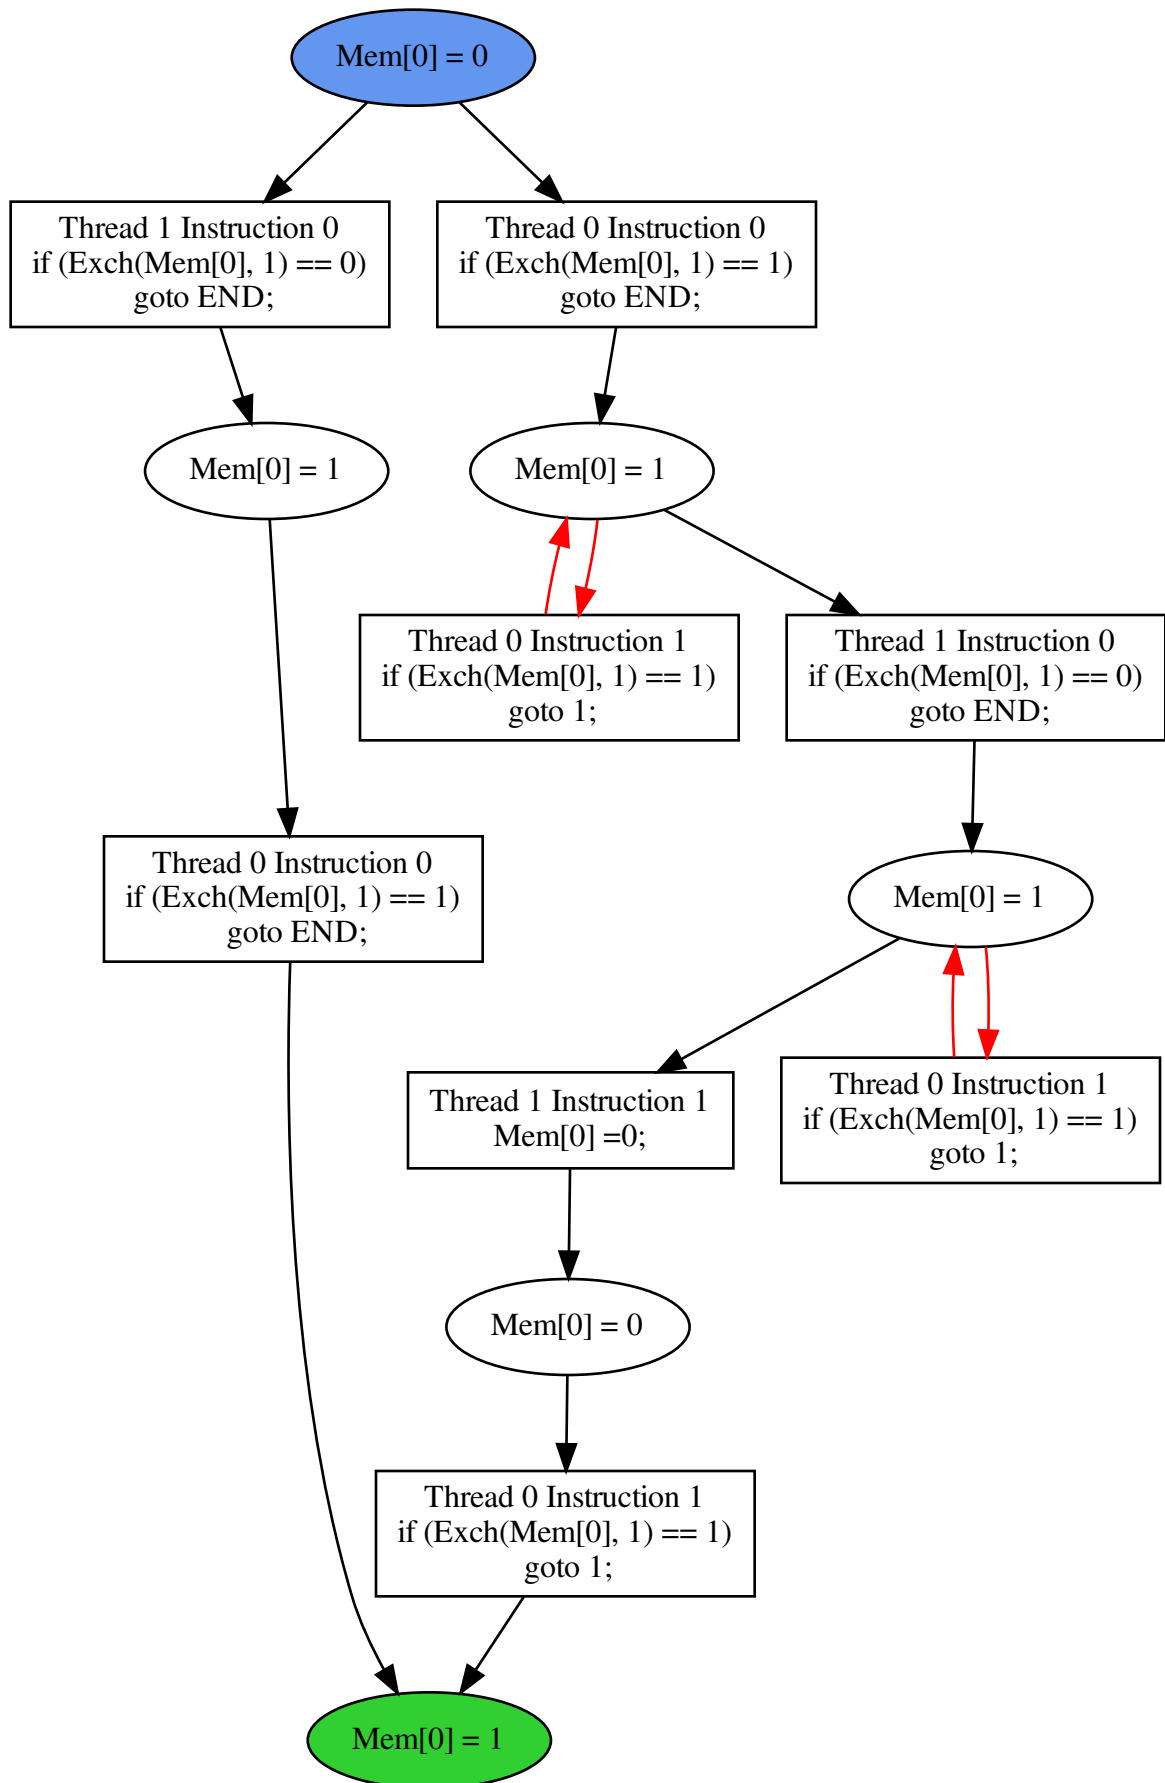 Mem[0] = 0
Thread 1 Instruction 0
if (Exch(Mem[0], 1) == 0)
goto END;
Thread 0 Instruction 0
if (Exch(Mem[0], 1) == 1)
goto END;
Mem[0] = 1
Mem[0] = 1
Thread 0 Instruction 1
if (Exch(Mem[0], 1) == 1)
goto 1;
Thread 1 Instruction 0
if (Exch(Mem[0], 1) == 0)
goto END;
Thread 0 Instruction 0
if (Exch(Mem[0], 1) == 1)
goto END;
Mem[0] = 1
Thread 1 Instruction 1
Mem[0] =0;
Thread 0 Instruction 1
if (Exch(Mem[0], 1) == 1)
goto 1;
Mem[0] = 0
Thread 0 Instruction 1
if (Exch(Mem[0], 1) == 1)
goto 1;
Mem[0] = 1